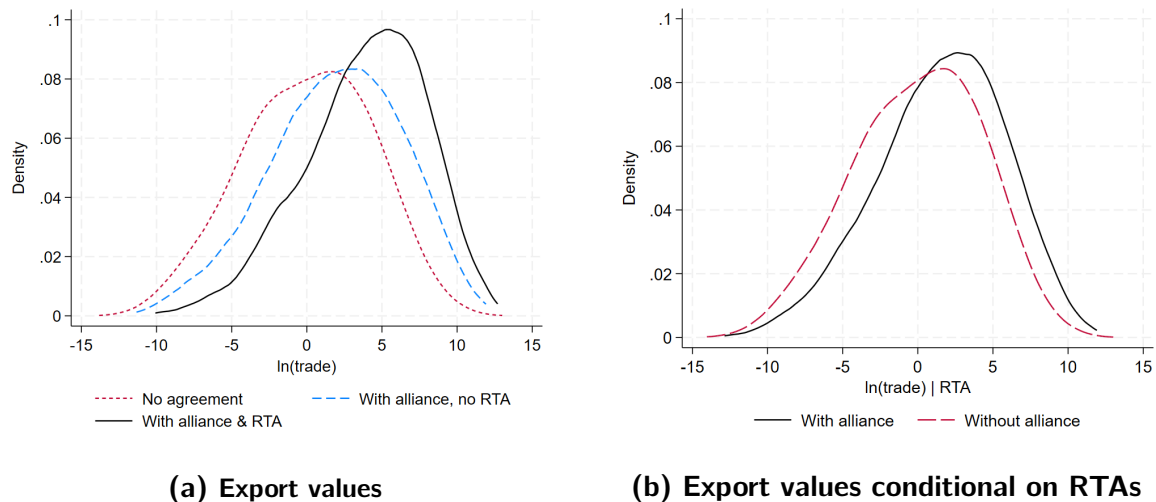 .1
.08
.06
.04
.02
0
Density
-15 -10 -5 0 5 10 15
ln(trade)
No agreement With alliance, no RTA
With alliance & RTA
(a) Export values
.1
.08
.06
.04
.02
0
Density
-15 -10 -5 0 5 10 15
ln(trade) | RTA
With alliance Without alliance
(b) Export values conditional on RTAs